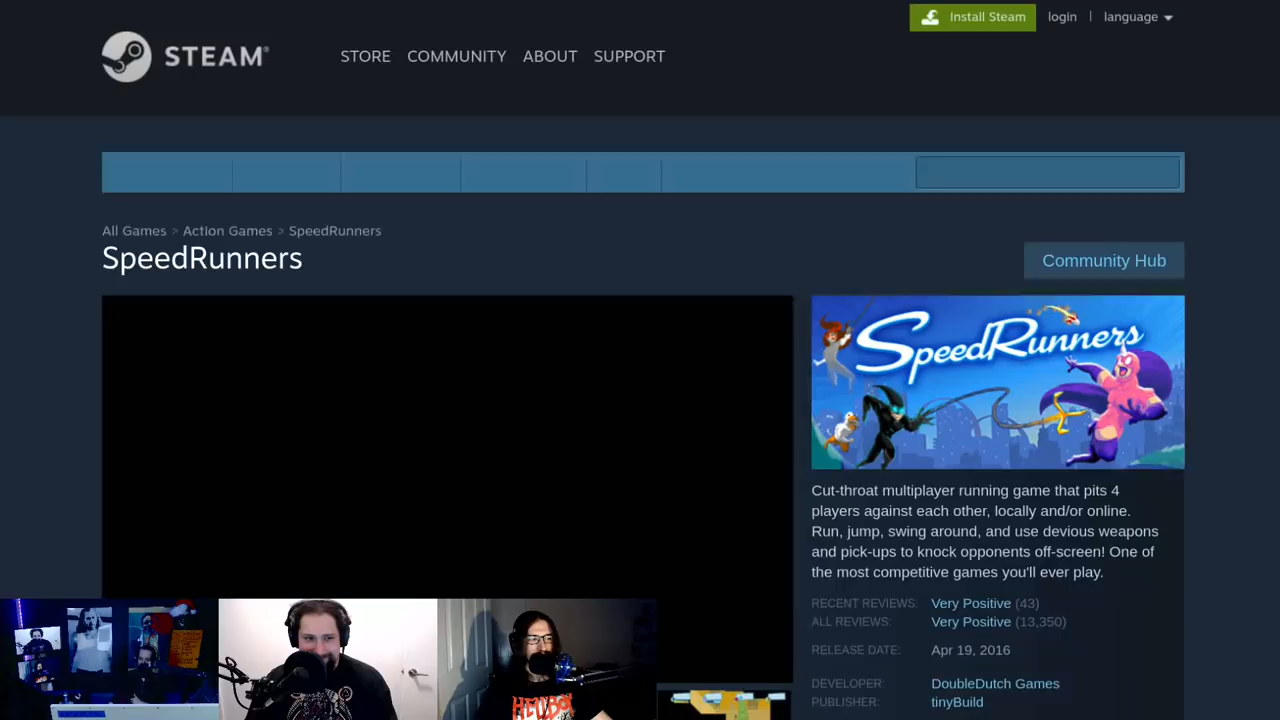 Install Steam
login
language
STEAM®
STORE
COMMUNITY
ABOUT
SUPPORT
All Games > Action Games > SpeedRunners
SpeedRunners
Community Hub
SpeedRunners
Cut-throat multiplayer running game that pits 4
players against each other, locally and/or online.
Run, jump, swing around, and use devious weapons
and pick-ups to knock opponents off-screen! One of
the most competitive games you'll ever play.
RECENT REVIEWS: Very Positive (43)
ALL REVIEWS: Very Positive (13,350)
RELEASE DATE: Apr 19, 2016
DEVELOPER: DoubleDutch Games
PUBLISHER: tinyBuild
HELLBOY